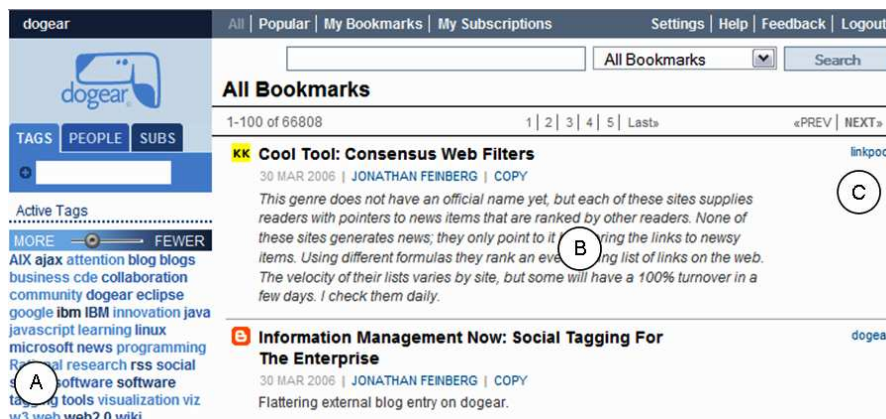 dogear
All | Popular | My Bookmarks | My Subscriptions
Settings | Help | Feedback | Logout
dogear
All Bookmarks
Search
All Bookmarks
1-100 of 66808
1 | 2 | 3 | 4 | 5 | Last»
«PREV | NEXT»
TAGS PEOPLE SUBS
Active Tags
MORE FEWER
AIX ajax attention blog blogs
business cde collaboration
community dogear eclipse
google ibm IBM innovation java
javascript learning linux
microsoft news programming
research rss social
software software
tools visualization viz
w3 web web2.0 wiki
A
KK Cool Tool: Consensus Web Filters
30 MAR 2006 | JONATHAN FEINBERG | COPY
This genre does not have an official name yet, but each of these sites supplies
readers with pointers to news items that are ranked by other readers. None of
these sites generates news; they only point to it the links to newsy
items. Using different formulas they rank an list of links on the web.
The velocity of their lists varies by site, but some will have a 100% turnover in a
few days. I check them daily.
B
linkpoo
C
Information Management Now: Social Tagging For
The Enterprise
30 MAR 2006 | JONATHAN FEINBERG | COPY
Flattering external blog entry on dogear.
dogea